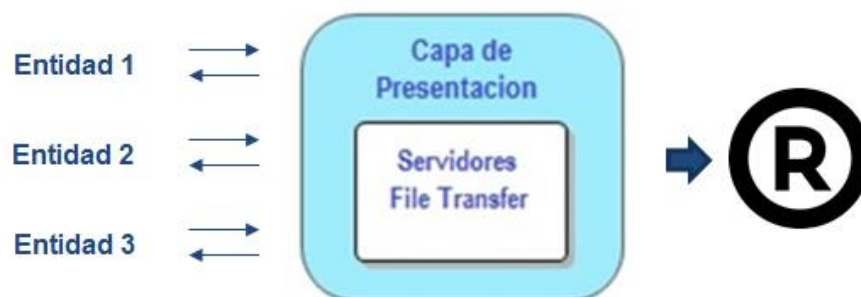 Entidad 1
Entidad 2
Entidad 3
Capa de
Presentacion
Servidores
File Transfer
R